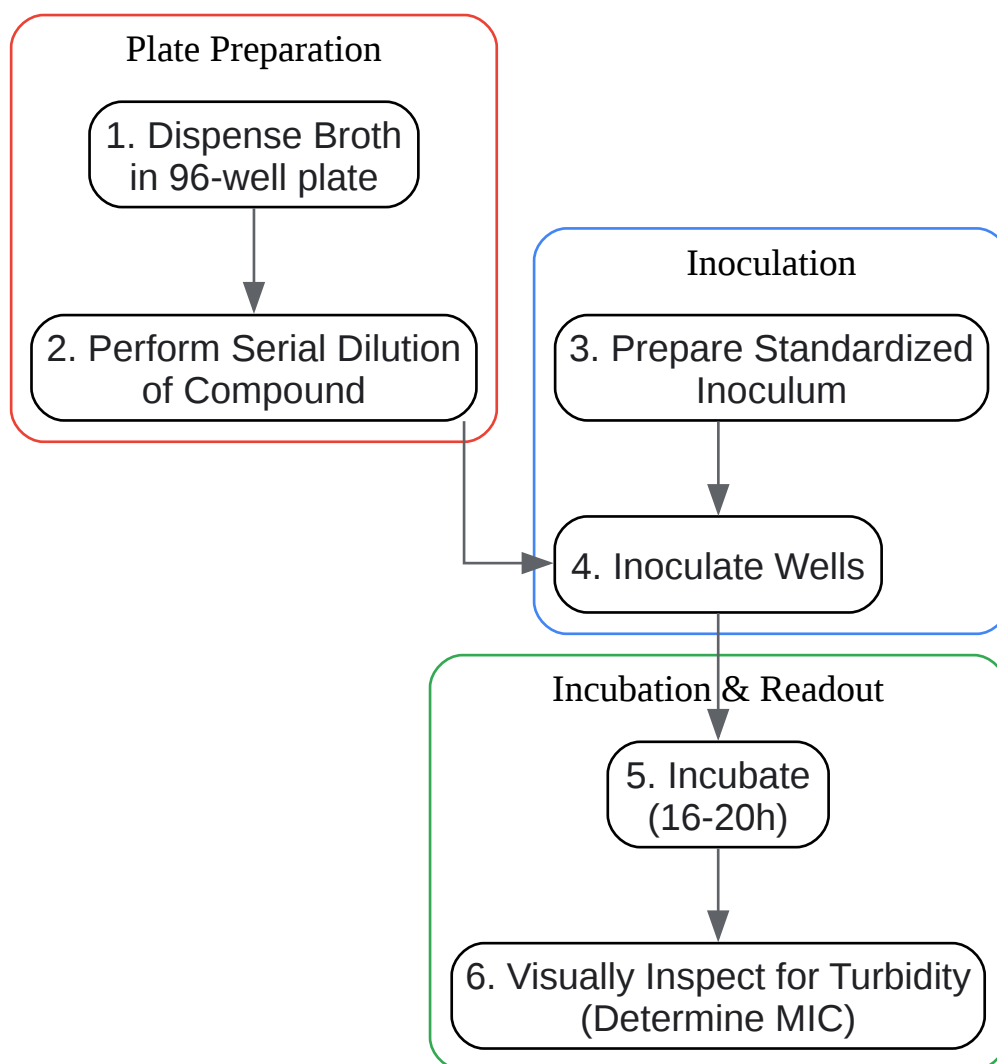 Plate Preparation
1. Dispense Broth
in 96-well plate
2. Perform Serial Dilution
of Compound
Inoculation
3. Prepare Standardized
Inoculum
4. Inoculate Wells
Incubation & Readout
5. Incubate
(16-20h)
6. Visually Inspect for Turbidity
(Determine MIC)